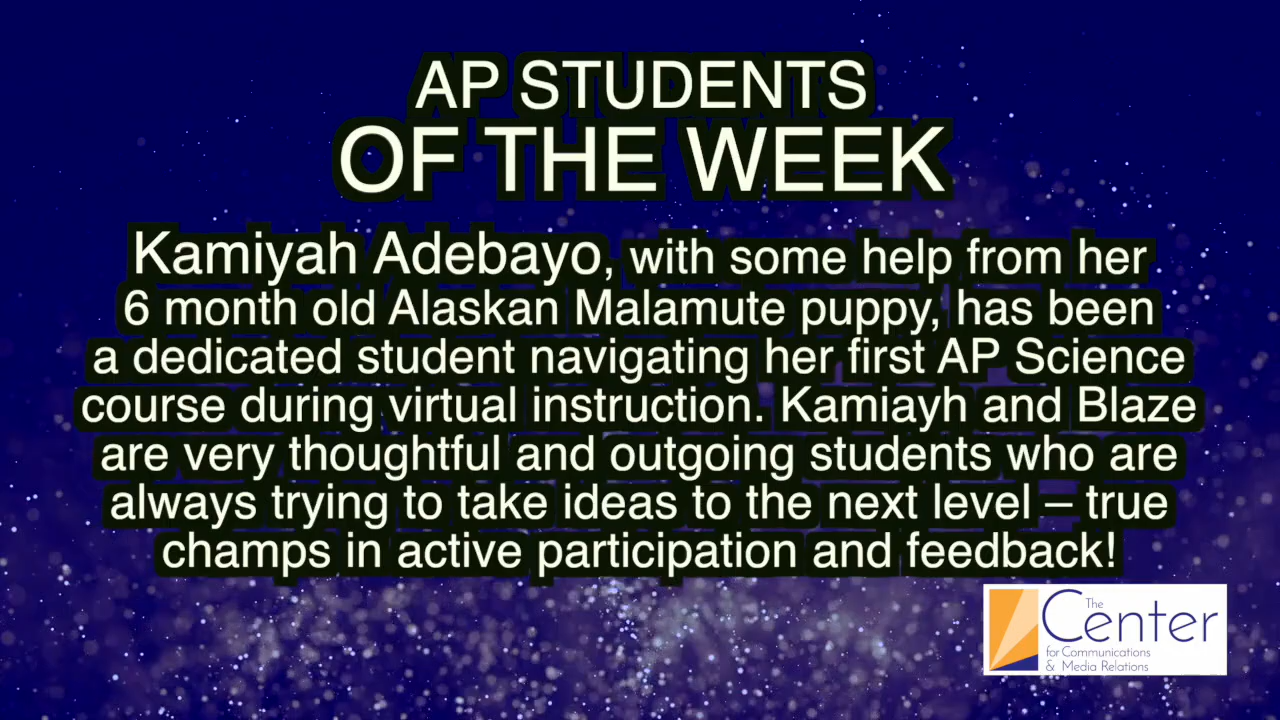 AP STUDENTS
OF THE WEEK
Kamiyah Adebayo, with some help from her
6 month old Alaskan Malamute puppy, has been
a dedicated student navigating her first AP Science
course during virtual instruction. Kamiayh and Blaze
are very thoughtful and outgoing students who are
always trying to take ideas to the next level – true
champs in active participation and feedback!
The
Center
for Communications
& Media Relations